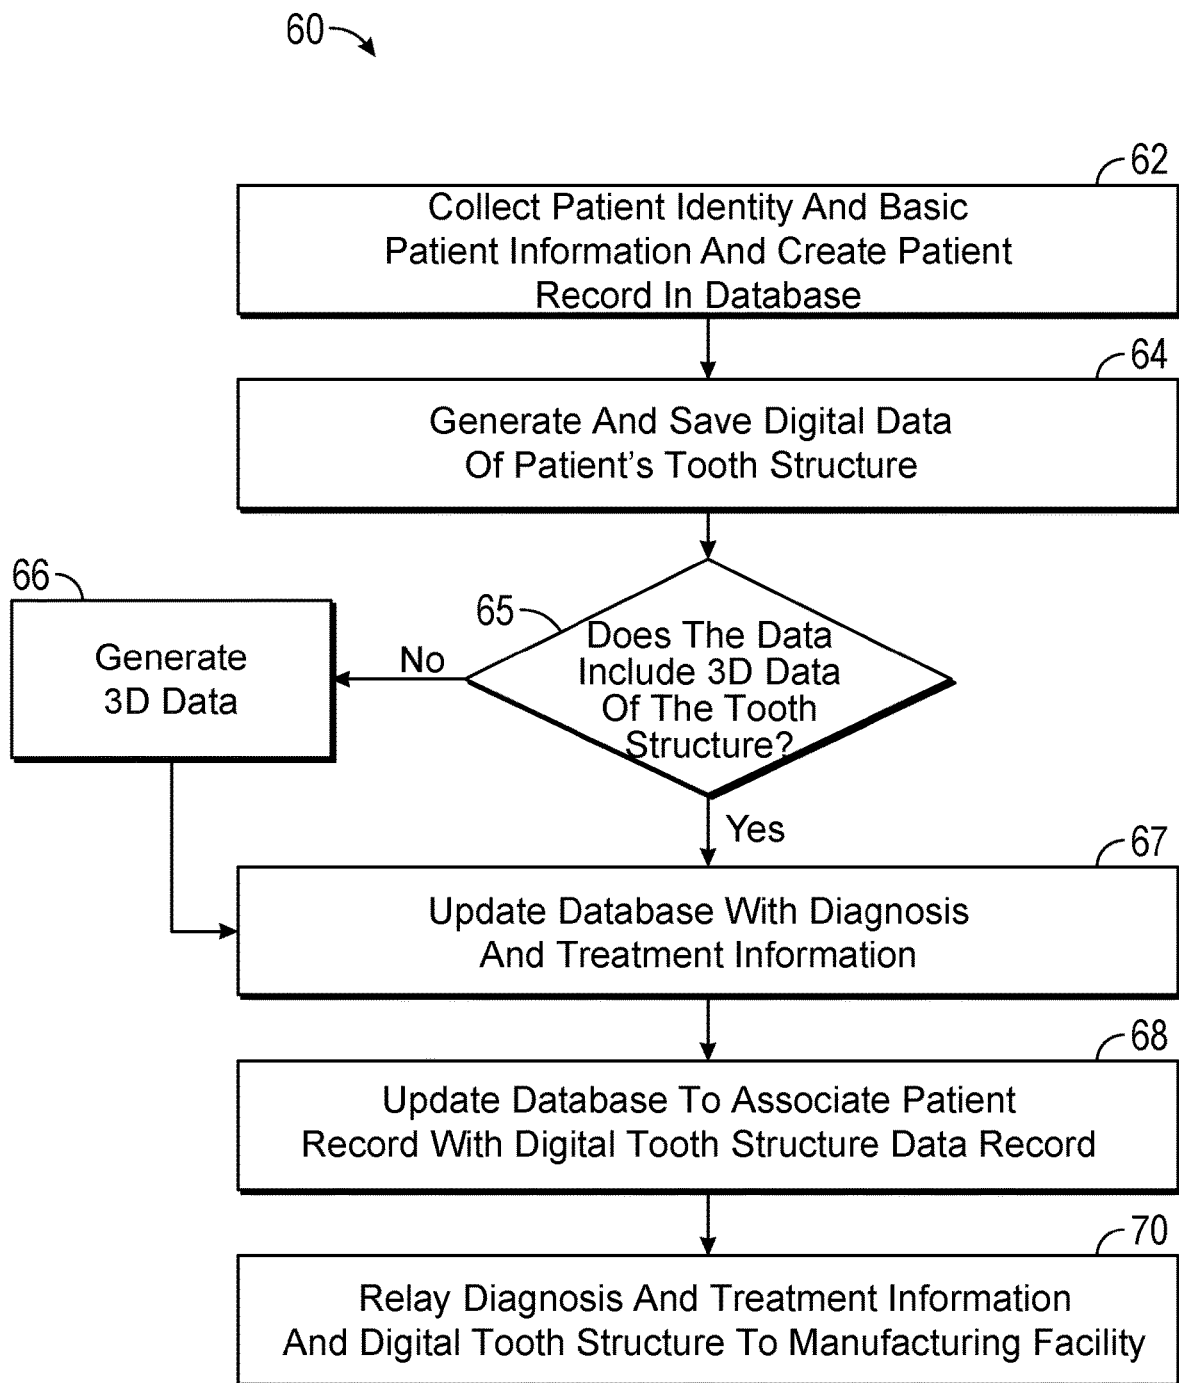 60
62
Collect Patient Identity And Basic
Patient Information And Create Patient
Record In Database
64
Generate And Save Digital Data
Of Patient's Tooth Structure
66
Generate
3D Data
No
65
Does The Data
Include 3D Data
Of The Tooth
Structure?
Yes
67
Update Database With Diagnosis
And Treatment Information
68
Update Database To Associate Patient
Record With Digital Tooth Structure Data Record
70
Relay Diagnosis And Treatment Information
And Digital Tooth Structure To Manufacturing Facility